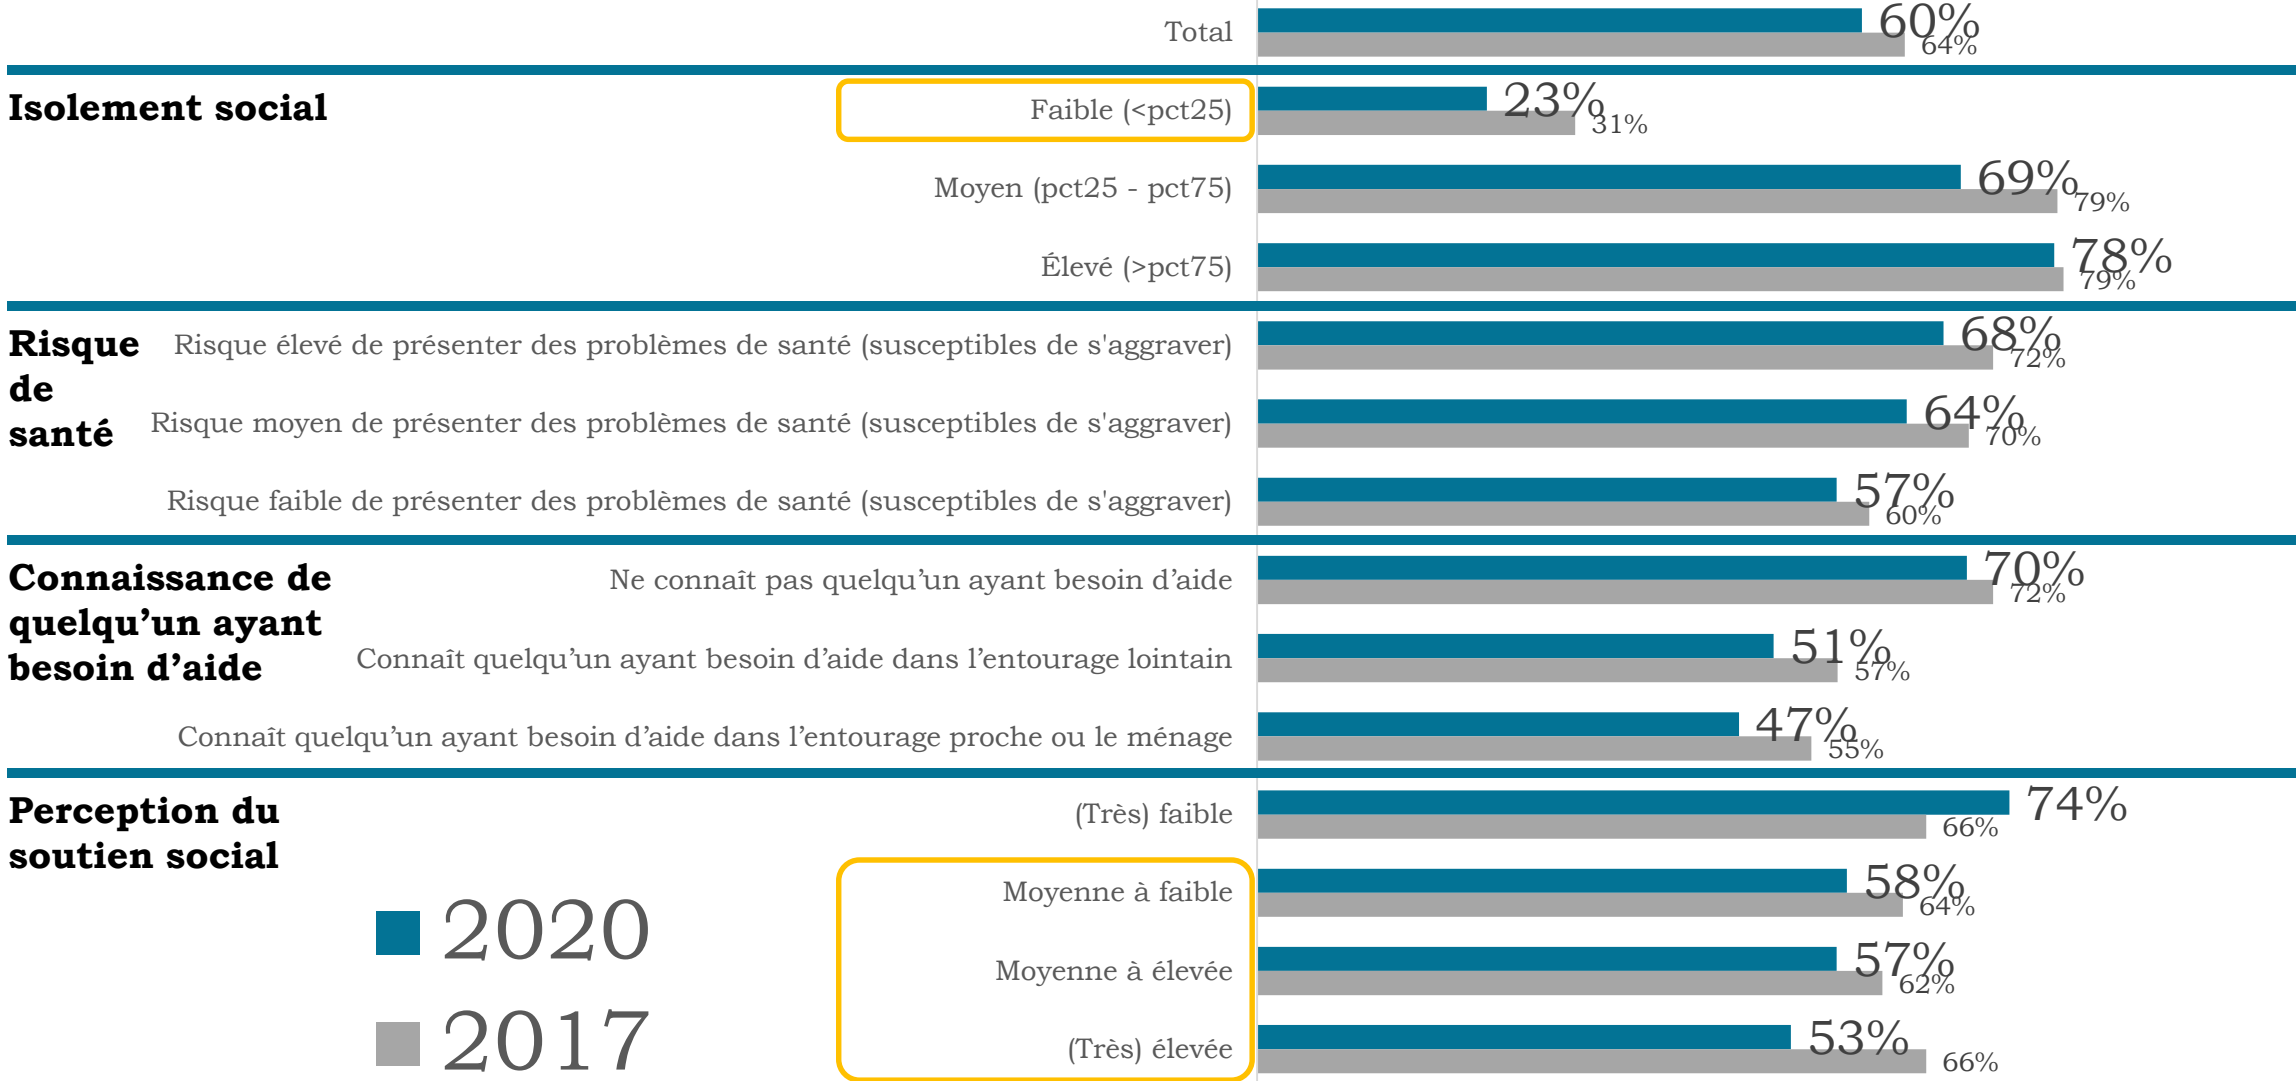 Total
60%
64%
Isolement social
Faible (<pct25)
23%
31%
Moyen (pct25 - pct75)
69%
79%
Élevé (>pct75)
78%
79%
Risque
de
santé
Risque élevé de présenter des problèmes de santé (susceptibles de s'aggraver)
68%
72%
Risque moyen de présenter des problèmes de santé (susceptibles de s'aggraver)
64%
70%
Risque faible de présenter des problèmes de santé (susceptibles de s'aggraver)
57%
60%
Connaissance de
quelqu’un ayant
besoin d’aide
Ne connaît pas quelqu’un ayant besoin d’aide
70%
72%
Connaît quelqu’un ayant besoin d’aide dans l’entourage lointain
51%
57%
Connaît quelqu’un ayant besoin d’aide dans l’entourage proche ou le ménage
47%
55%
Perception du
soutien social
(Très) faible
74%
66%
Moyenne à faible
58%
64%
Moyenne à élevée
57%
62%
(Très) élevée
53%
66%
2020
2017